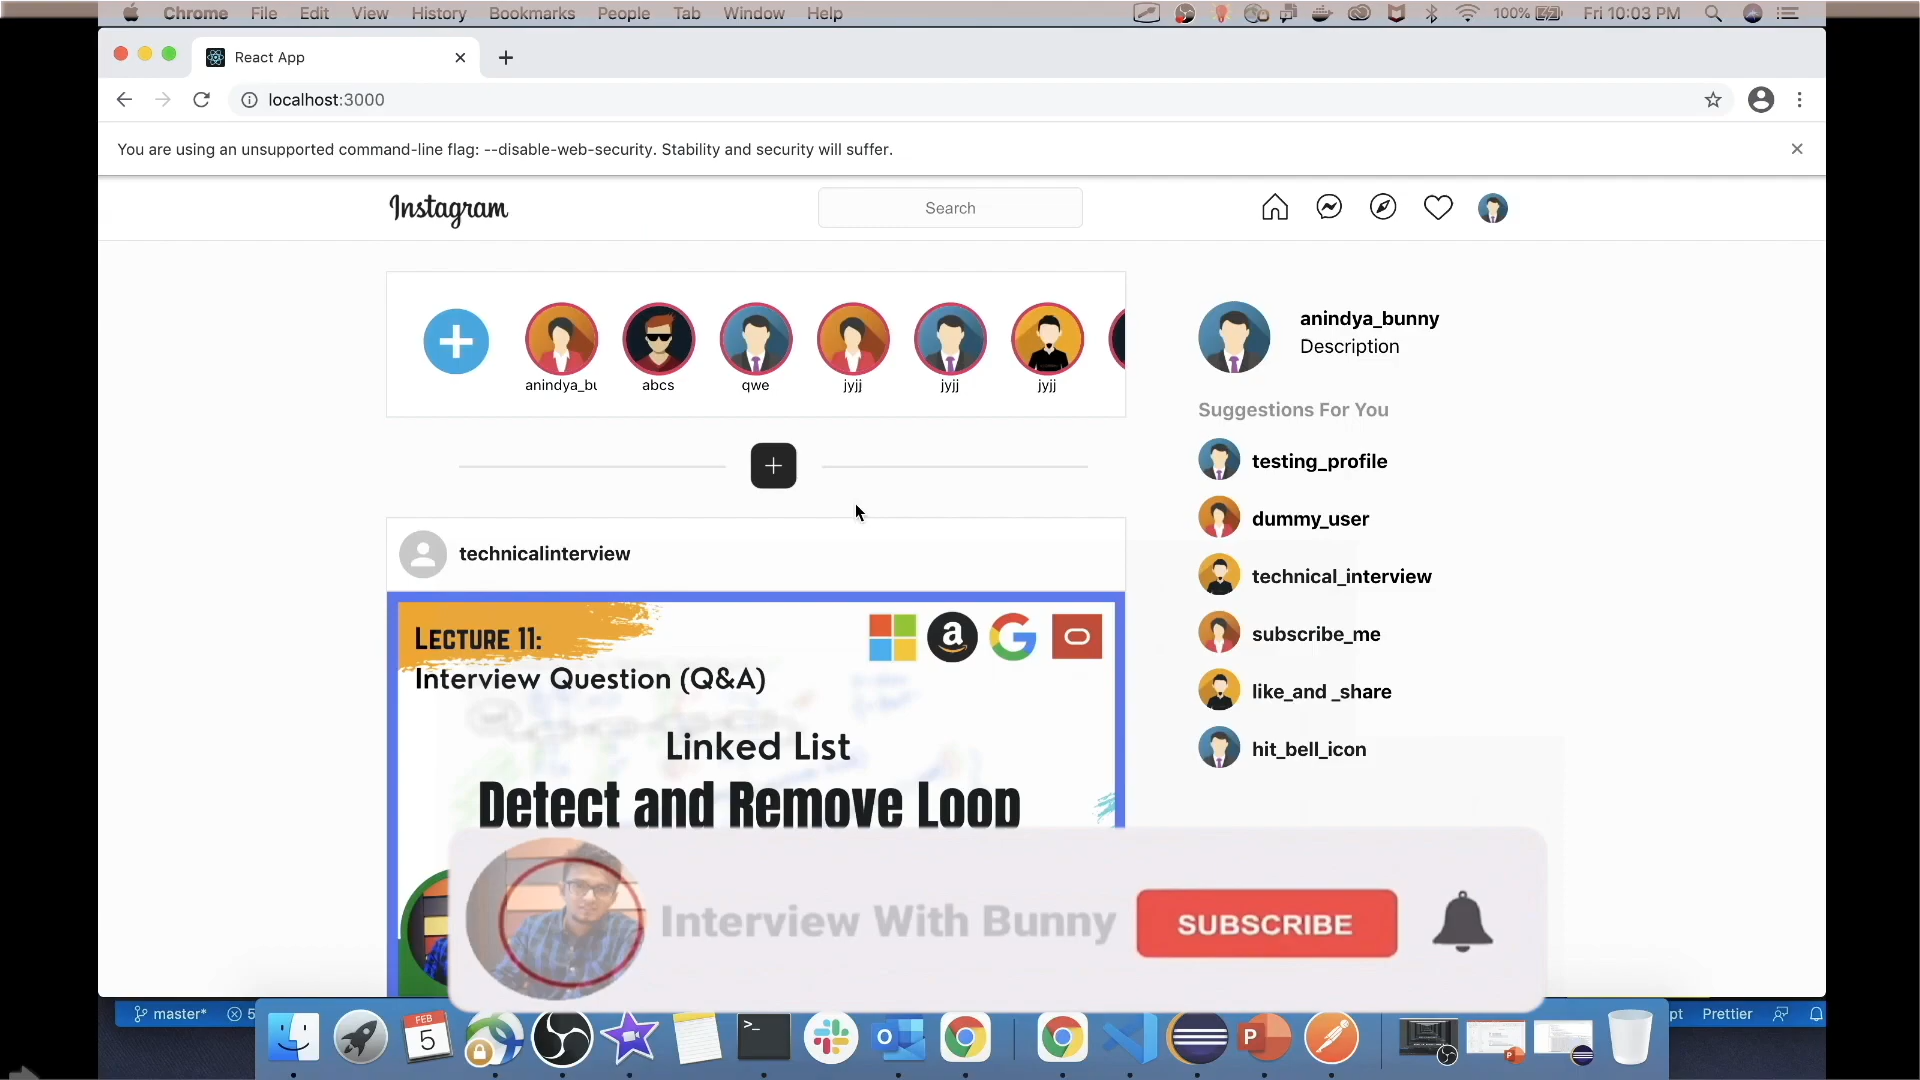 Chrome File Edit View History Bookmarks People Tab Window Help 100% Fri 10:03 PM
React App
localhost:3000
You are using an unsupported command-line flag: --disable-web-security. Stability and security will suffer.
Instagram
Search
anindya_bu
abcs
qwe
jyjj
jyjj
jyjj
anindya_bunny
Description
Suggestions For You
testing_profile
dummy_user
technical_interview
subscribe_me
like_and _share
hit_bell_icon
technicalinterview
LECTURE 11:
Interview Question (Q&A)
Linked List
Detect and Remove Loop
Interview With Bunny
SUBSCRIBE
master*
5
pt
Prettier
FEB
5